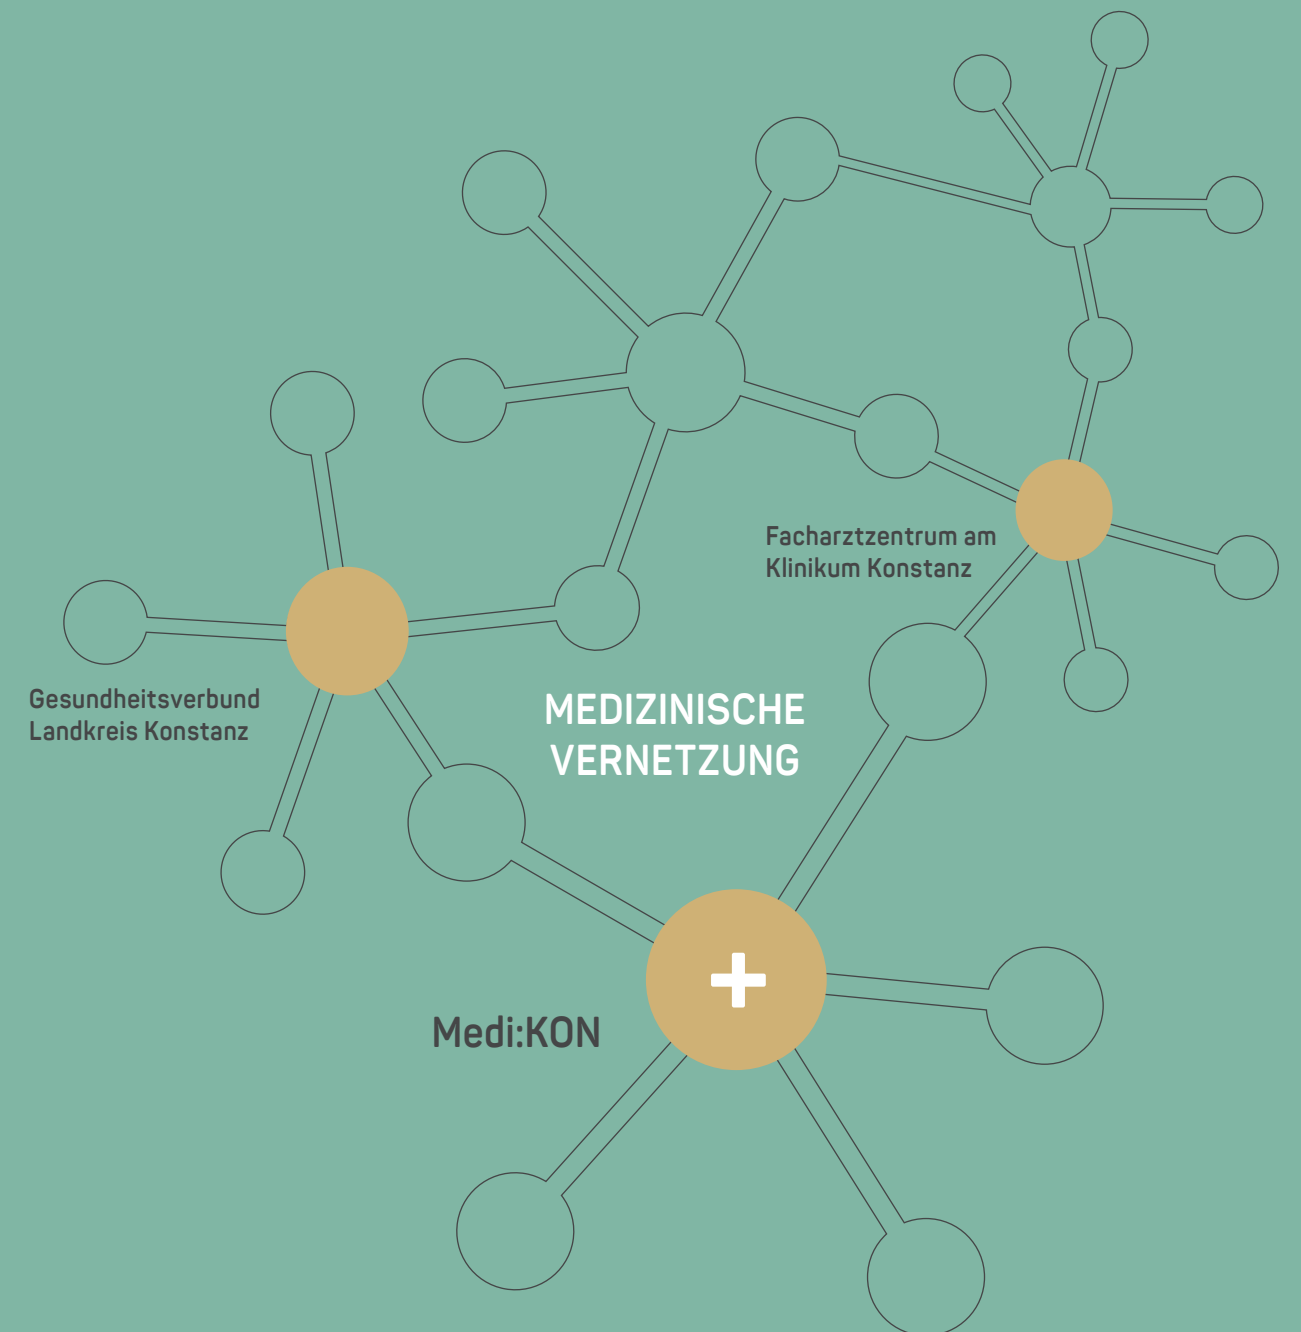 Facharztzentrum am
Klinikum Konstanz
Gesundheitsverbund
Landkreis Konstanz
MEDIZINISCHE
VERNETZUNG
Medi:KON